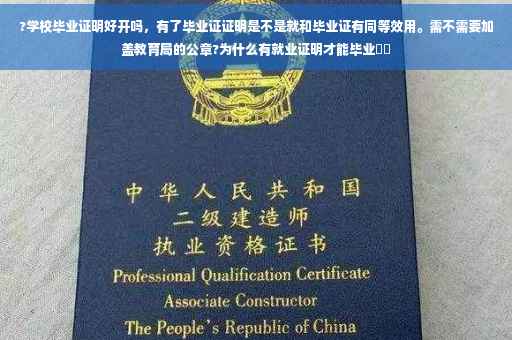 ?学校毕业证明好开吗，有了毕业证证明是不是就和毕业证有同等效用。需不需要加
盖教育局的公章?为什么有就业证明才能毕业
中华人民共和国
二级建造师
执业资格证书
Professional Qualification Certificate
Associate Constructor
The People's Republic of China